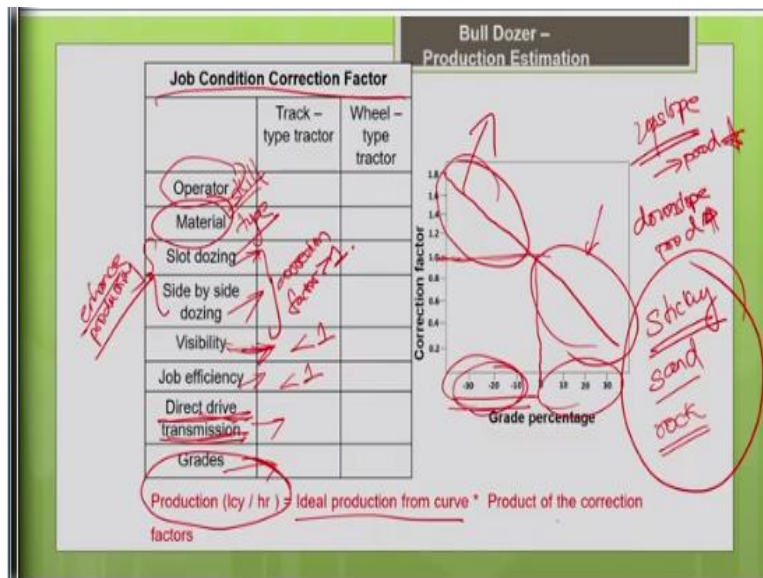 Bull Dozer –
Production Estimation
Job Condition Correction Factor
Track –
type tractor
Wheel –
type
tractor
Operator
skill
Material
type
Slot dozing
Side by side
dozing
enhance
production
correction
factor > 1.
Visibility
< 1
Job efficiency
< 1
Direct drive
transmission
Grades
Correction factor
1.8
1.6
1.4
1.2
1.0
0.8
0.6
0.4
0.2
-30 -20 -10 0 10 20 30
Grade percentage
upslope
→ prod
downslope
prod
sticky
sand
rock
Production (lcy / hr ) = Ideal production from curve * Product of the correction
factors